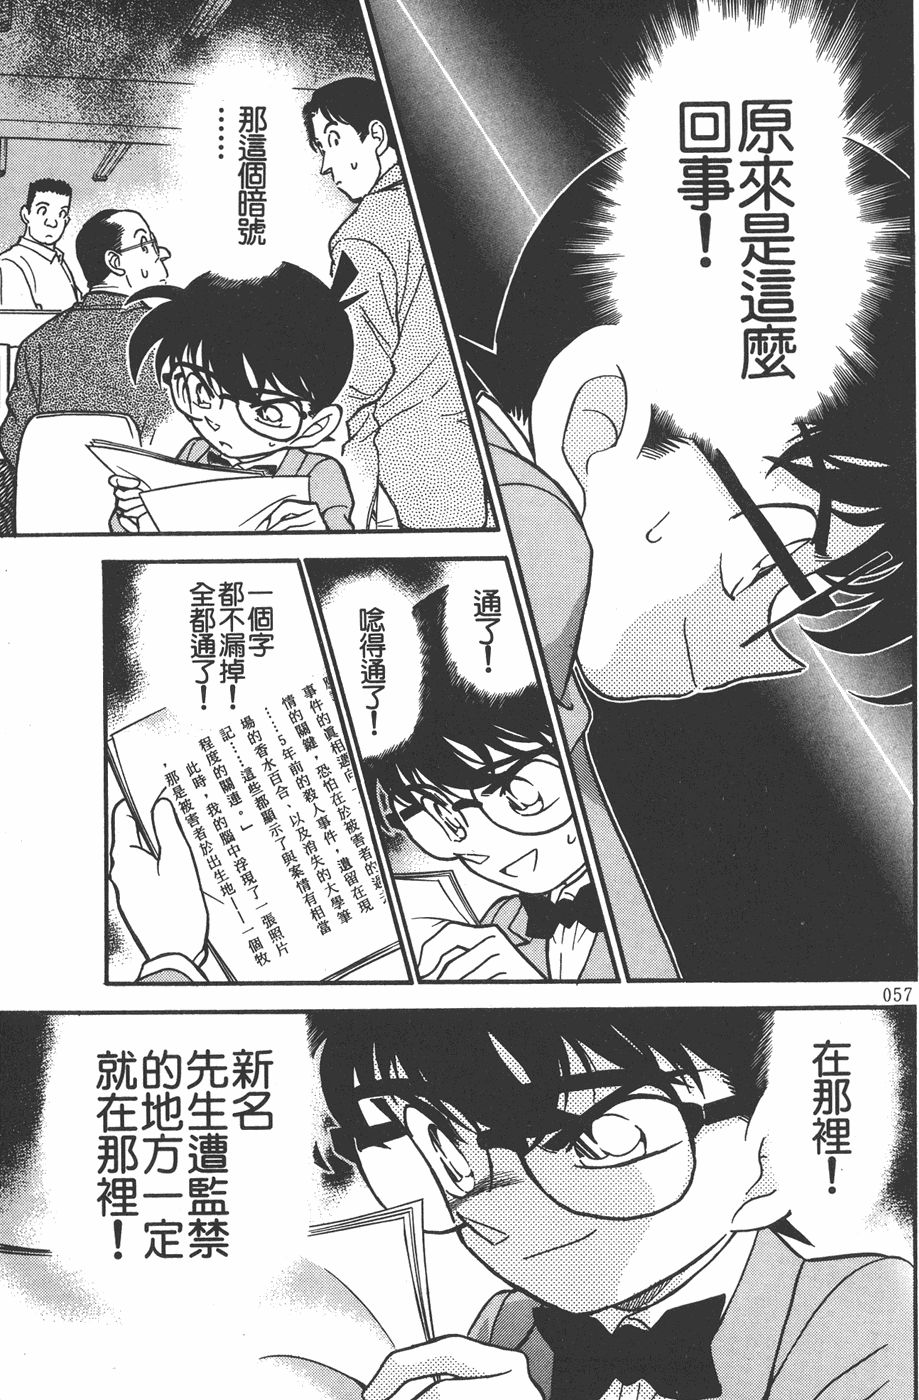 原來是這麼
回事！
那這個暗號
……
通了！
唸得通了！
一個字
都不漏掉！
全都通了！
事件的真相邁向
情的關鍵，恐怕在於被害者的過去
……5年前的殺人事件，遺留在現
場的香水百合、以及消失的大學筆
記……這些都顯示了與案情有相當
程度的關連。」
此時，我的腦中浮現了一張照片
，那是被害者於出生地——一個牧
057
在那裡！
新名
先生遭監禁
的地方一定
就在那裡！